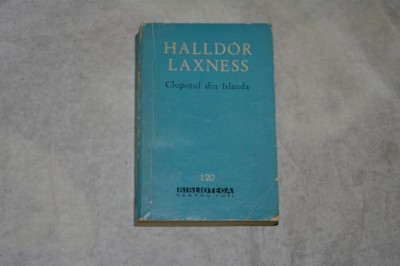 HALLDÓR
LAXNESS
Clopotul din Islanda
120
BIBLIOTECA
PENTRU TOȚI